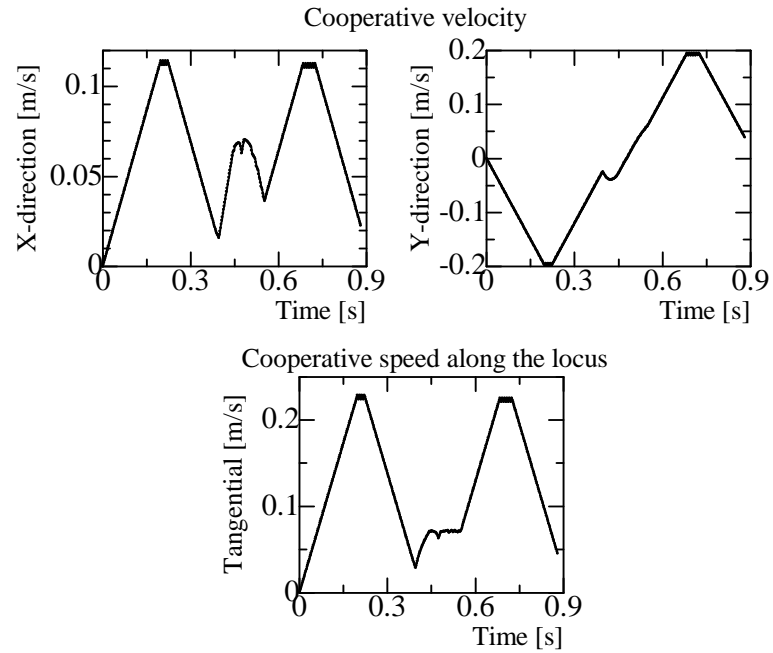 Cooperative velocity
X-direction [m/s]
0.1
0.05
0
0 0.3 0.6 0.9
Time [s]
Y-direction [m/s]
0.2
0.1
0
-0.1
-0.2
0 0.3 0.6 0.9
Time [s]
Cooperative speed along the locus
Tangential [m/s]
0.2
0.1
0
0 0.3 0.6 0.9
Time [s]